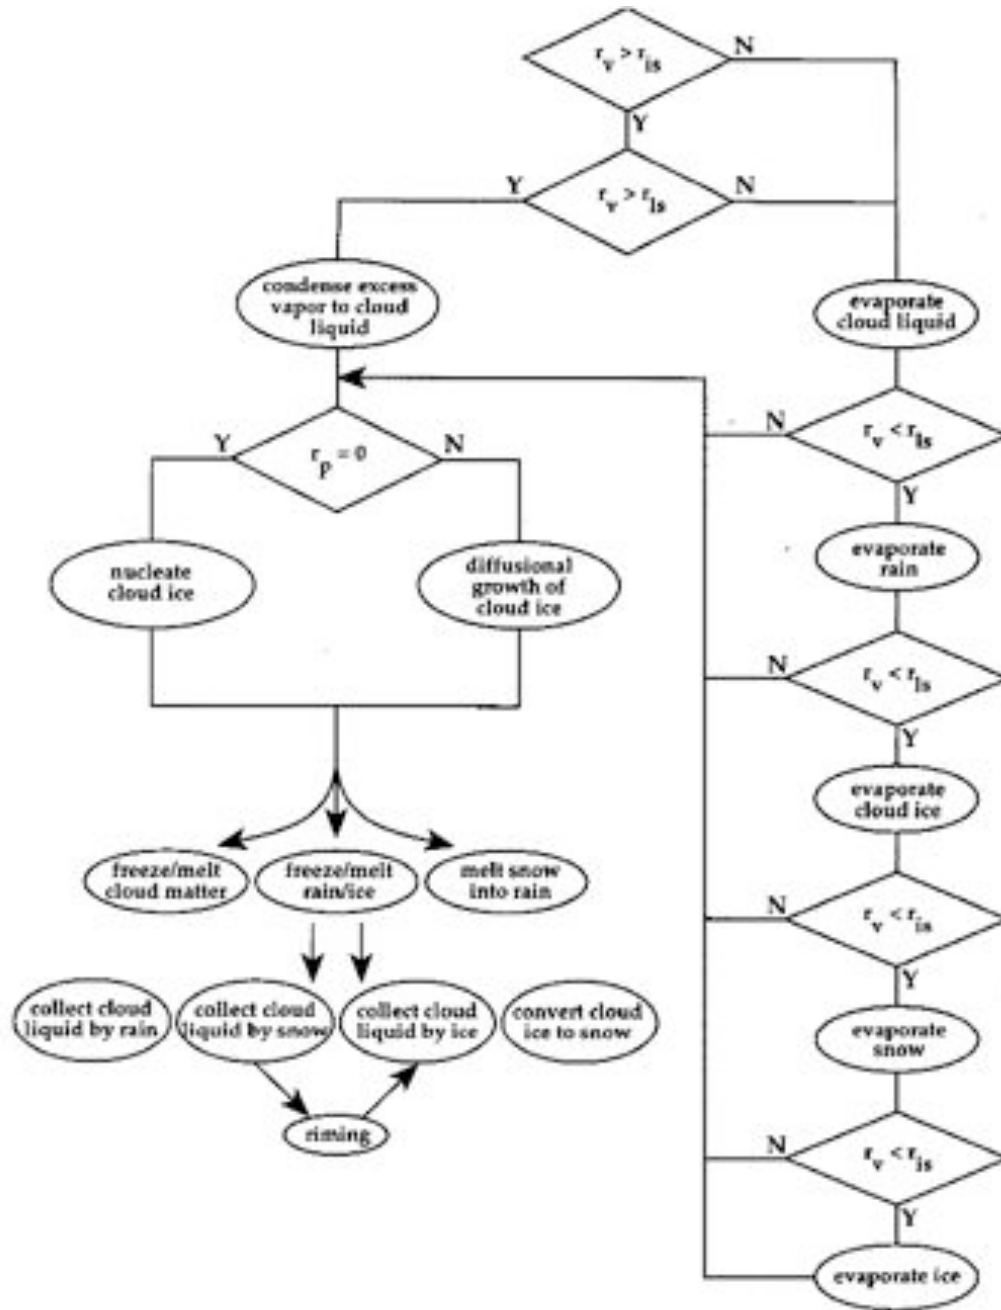 r_v > r_is
N
Y
r_v > r_ls
Y
N
condense excess
vapor to cloud
liquid
evaporate
cloud liquid
r_v < r_ls
N
Y
r_p = 0
Y
N
nucleate
cloud ice
diffusional
growth of
cloud ice
evaporate
rain
r_v < r_ls
N
Y
evaporate
cloud ice
freeze/melt
cloud matter
freeze/melt
rain/ice
melt snow
into rain
r_v < r_is
N
Y
collect cloud
liquid by rain
collect cloud
liquid by snow
collect cloud
liquid by ice
convert cloud
ice to snow
evaporate
snow
riming
r_v < r_is
N
Y
evaporate ice